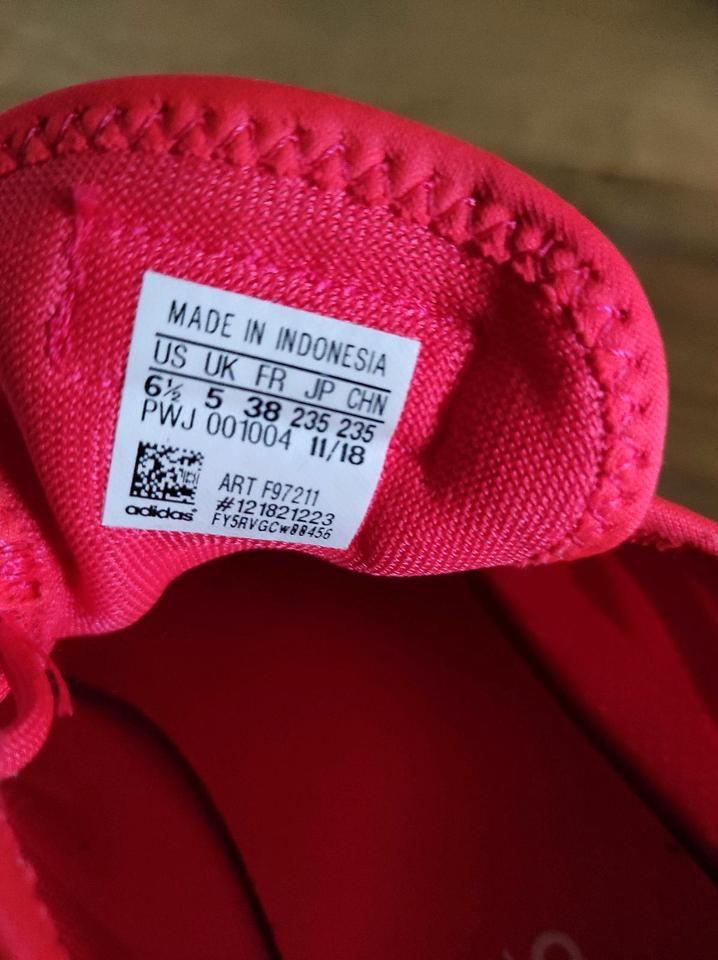 MADE IN INDONESIA
US UK FR JP CHN
6½ 5 38 235 235
PWJ 001004 11/18
ART F97211
#121821223
adidas® FY5RVGCW00456